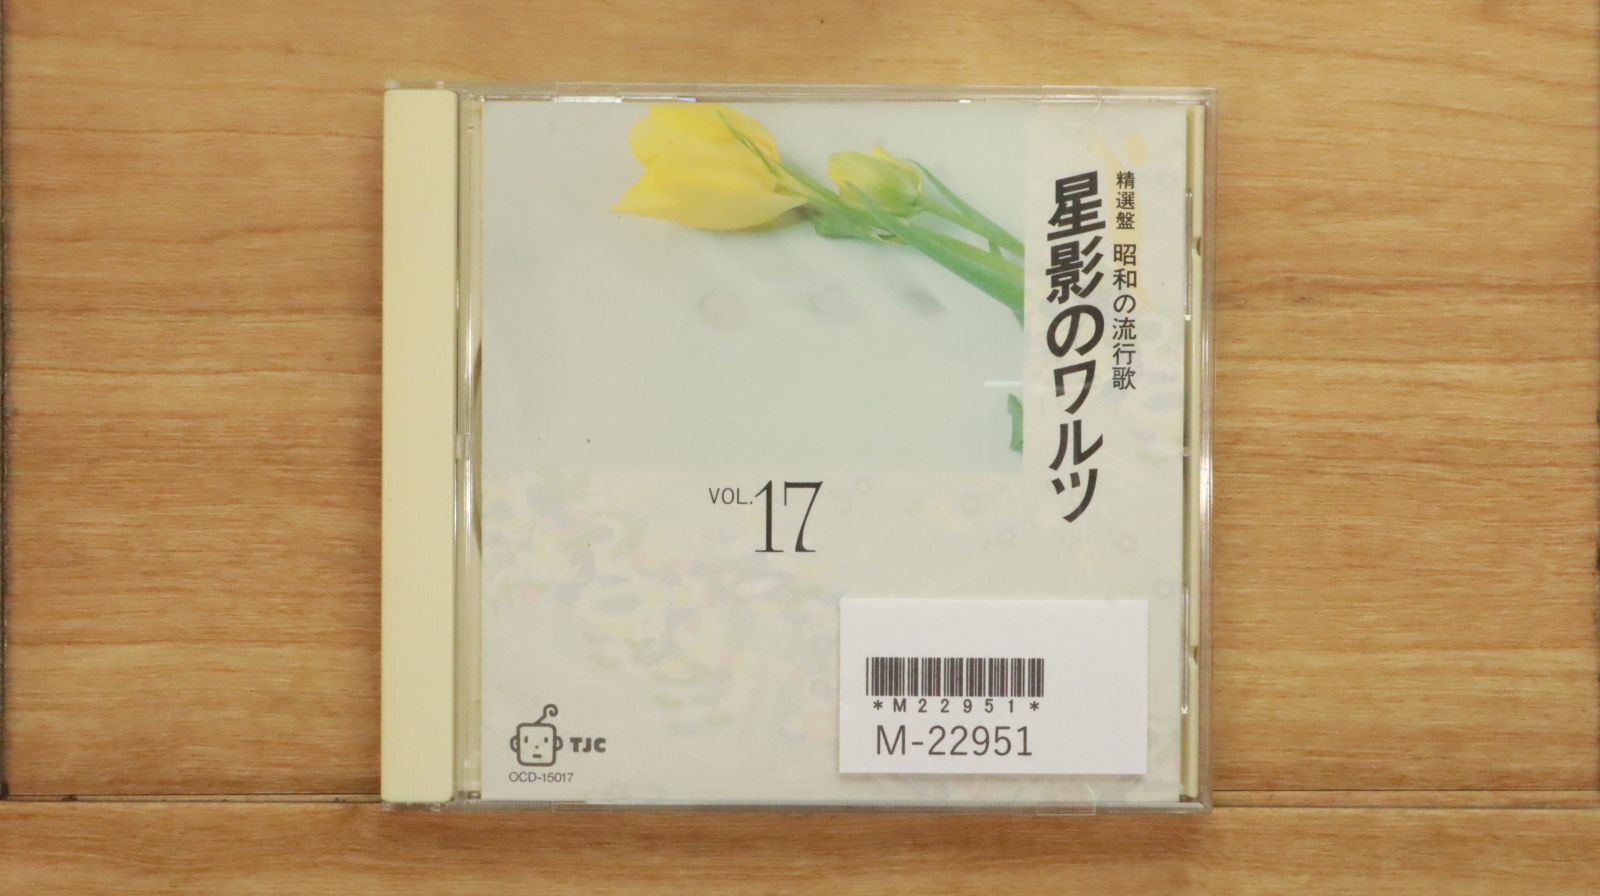 精選盤 昭和の流行歌
星影のワルツ
VOL.17
TJC
OCD-15017
*M22951*
M-22951